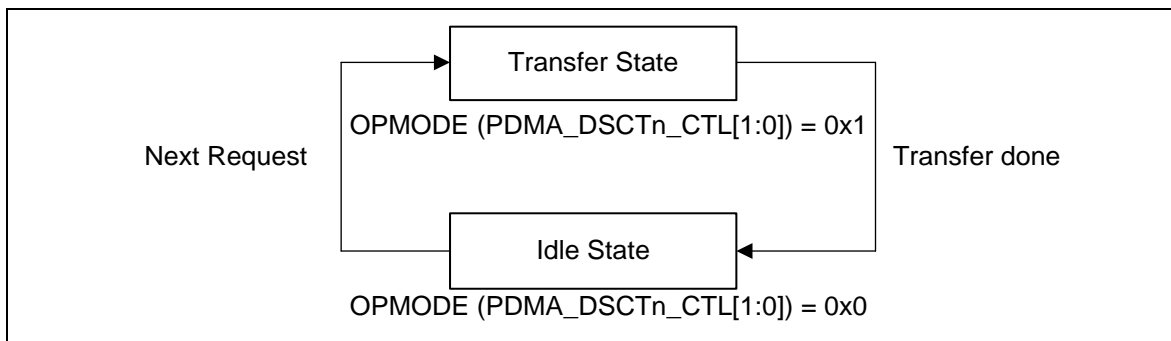 Transfer State
OPMODE (PDMA_DSCTn_CTL[1:0]) = 0x1
Next Request
Transfer done
Idle State
OPMODE (PDMA_DSCTn_CTL[1:0]) = 0x0